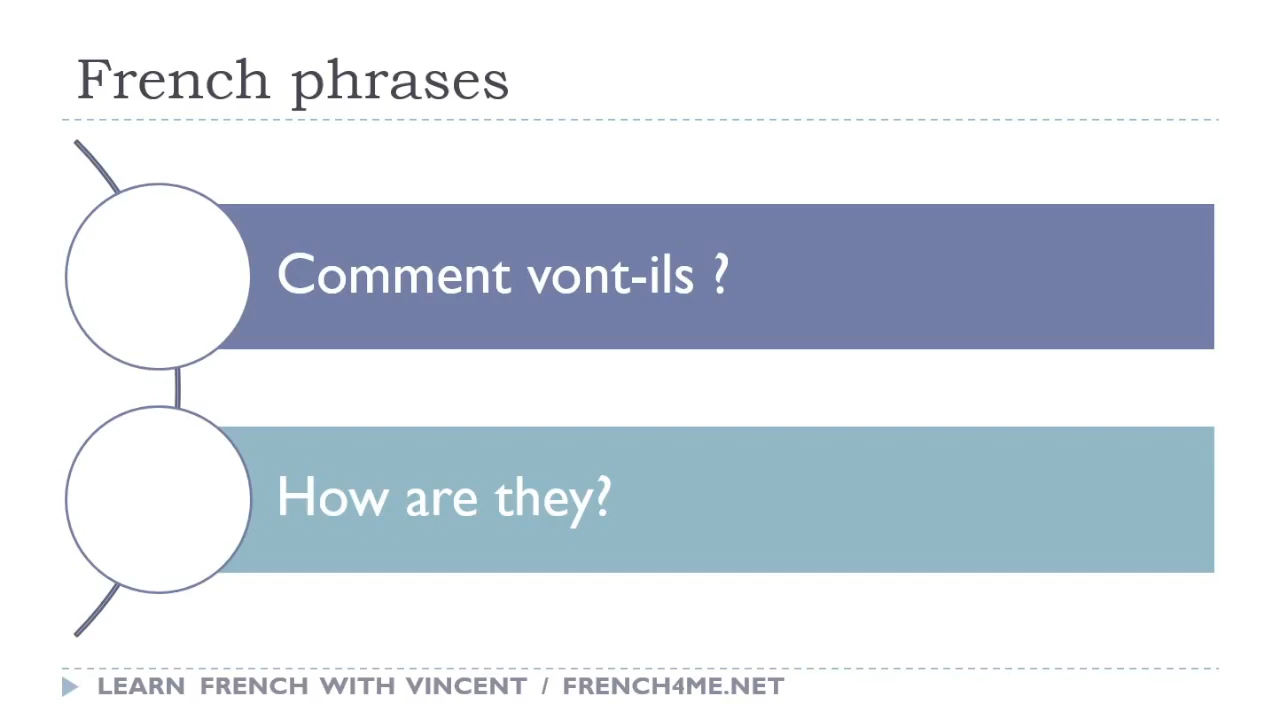 French phrases
Comment vont-ils ?
How are they?
LEARN FRENCH WITH VINCENT / FRENCH4ME.NET